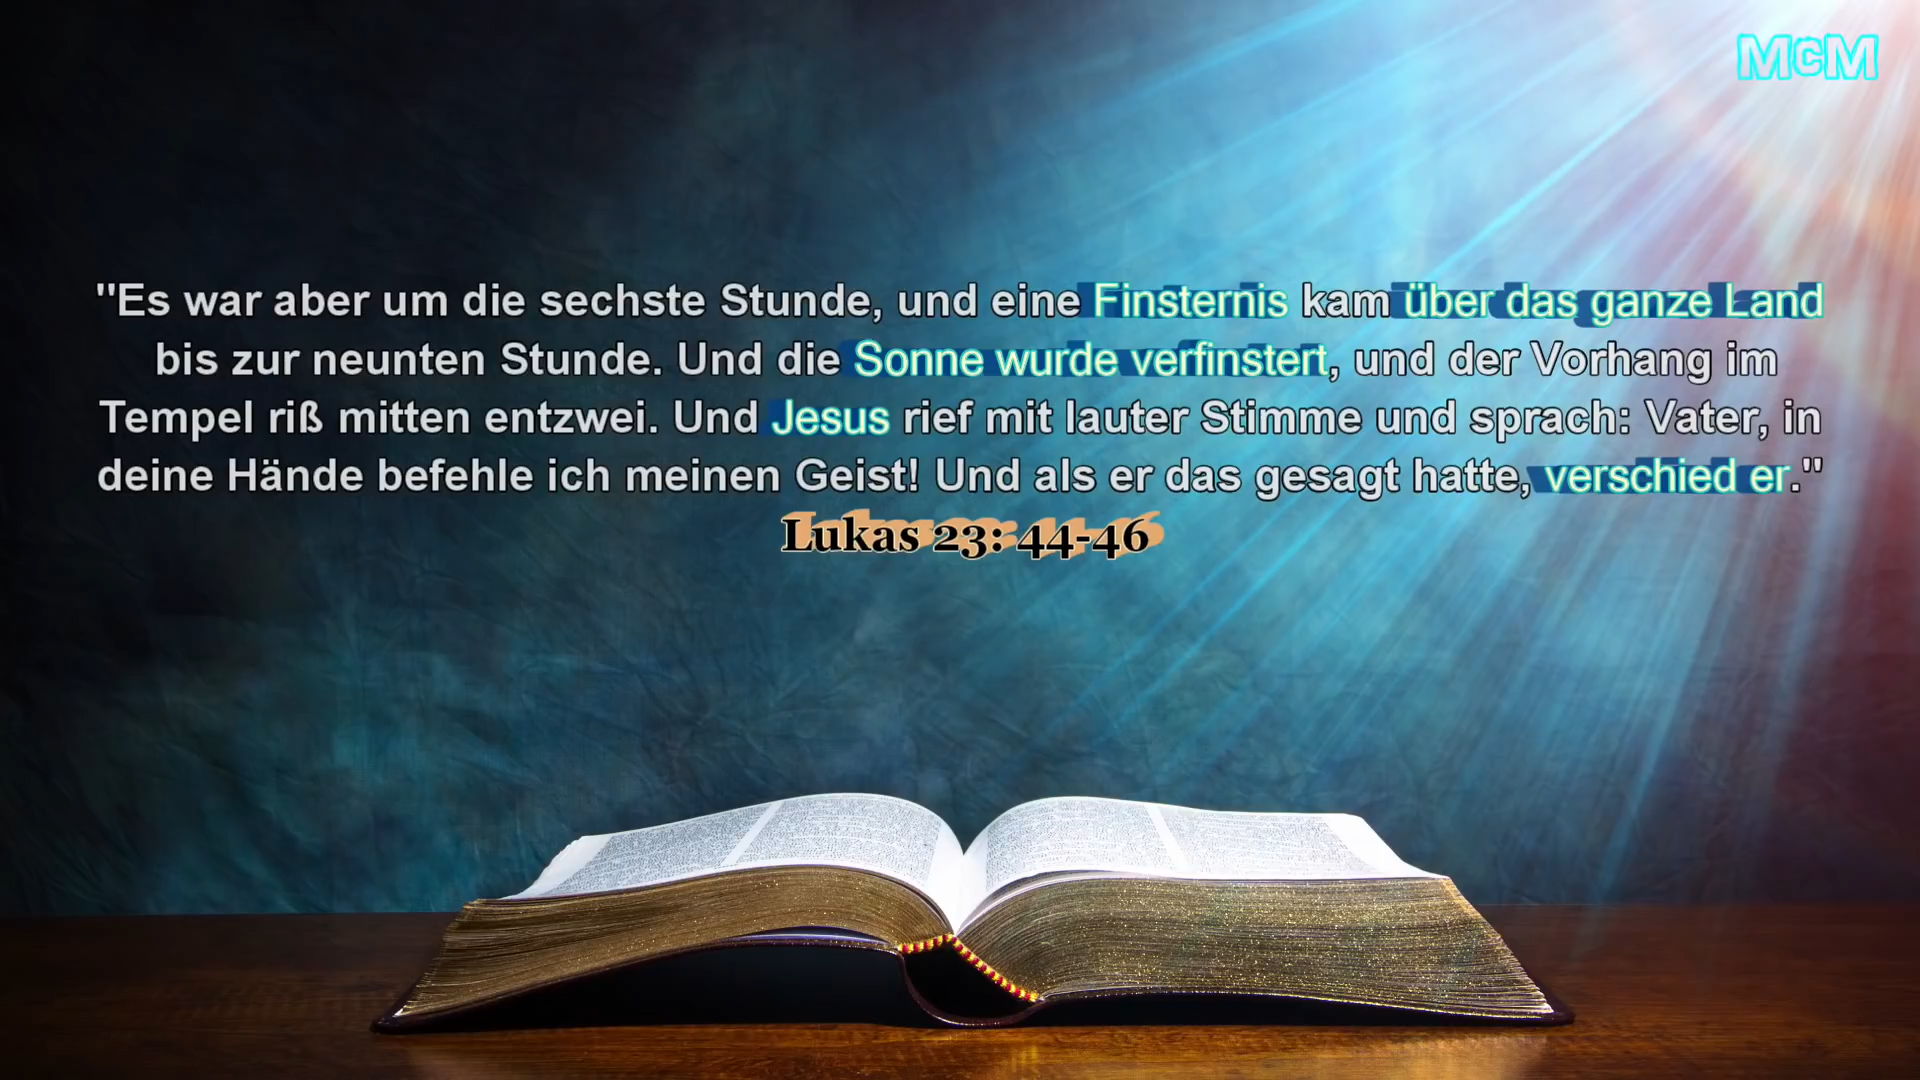 McM
"Es war aber um die sechste Stunde, und eine Finsternis kam über das ganze Land
bis zur neunten Stunde. Und die Sonne wurde verfinstert, und der Vorhang im
Tempel riß mitten entzwei. Und Jesus rief mit lauter Stimme und sprach: Vater, in
deine Hände befehle ich meinen Geist! Und als er das gesagt hatte, verschied er."
Lukas 23: 44-46